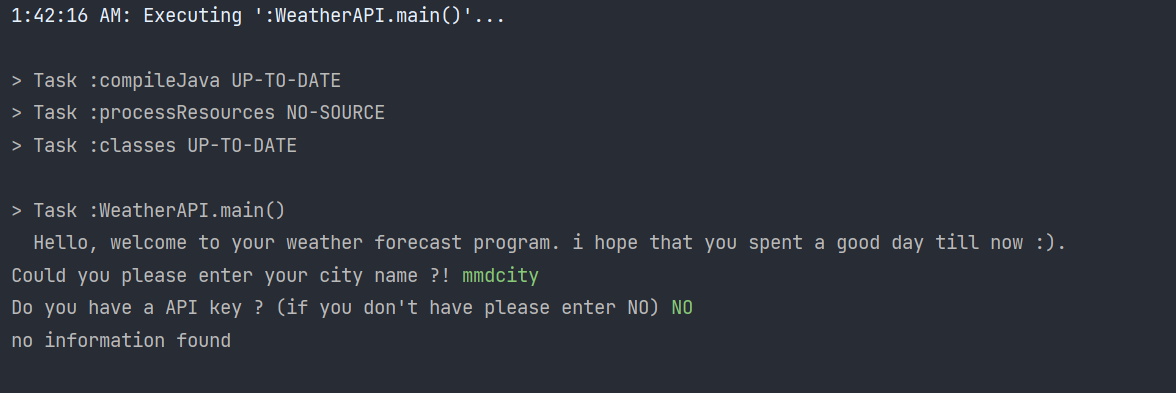 1:42:16 AM: Executing ':WeatherAPI.main()'...
> Task :compileJava UP-TO-DATE
> Task :processResources NO-SOURCE
> Task :classes UP-TO-DATE
> Task :WeatherAPI.main()
Hello, welcome to your weather forecast program. i hope that you spent a good day till now :).
Could you please enter your city name ?! mmdcity
Do you have a API key ? (if you don't have please enter NO) NO
no information found